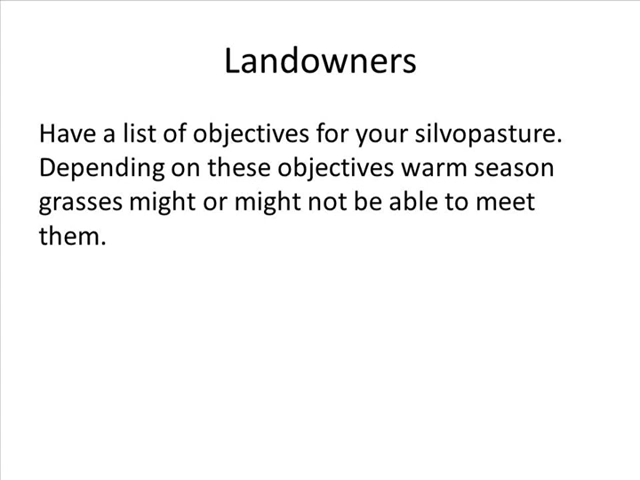 Landowners
Have a list of objectives for your silvopasture.
Depending on these objectives warm season
grasses might or might not be able to meet
them.